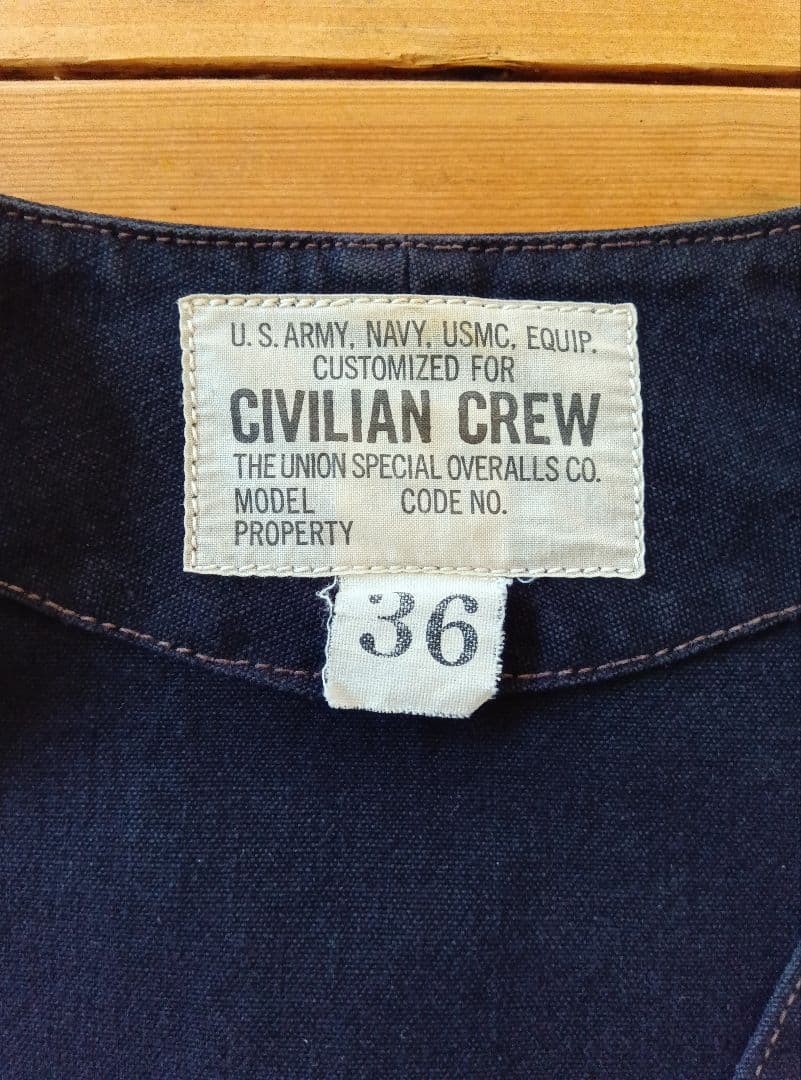 U.S. ARMY, NAVY, USMC, EQUIP.
CUSTOMIZED FOR
CIVILIAN CREW
THE UNION SPECIAL OVERALLS CO.
MODEL CODE NO.
PROPERTY
36